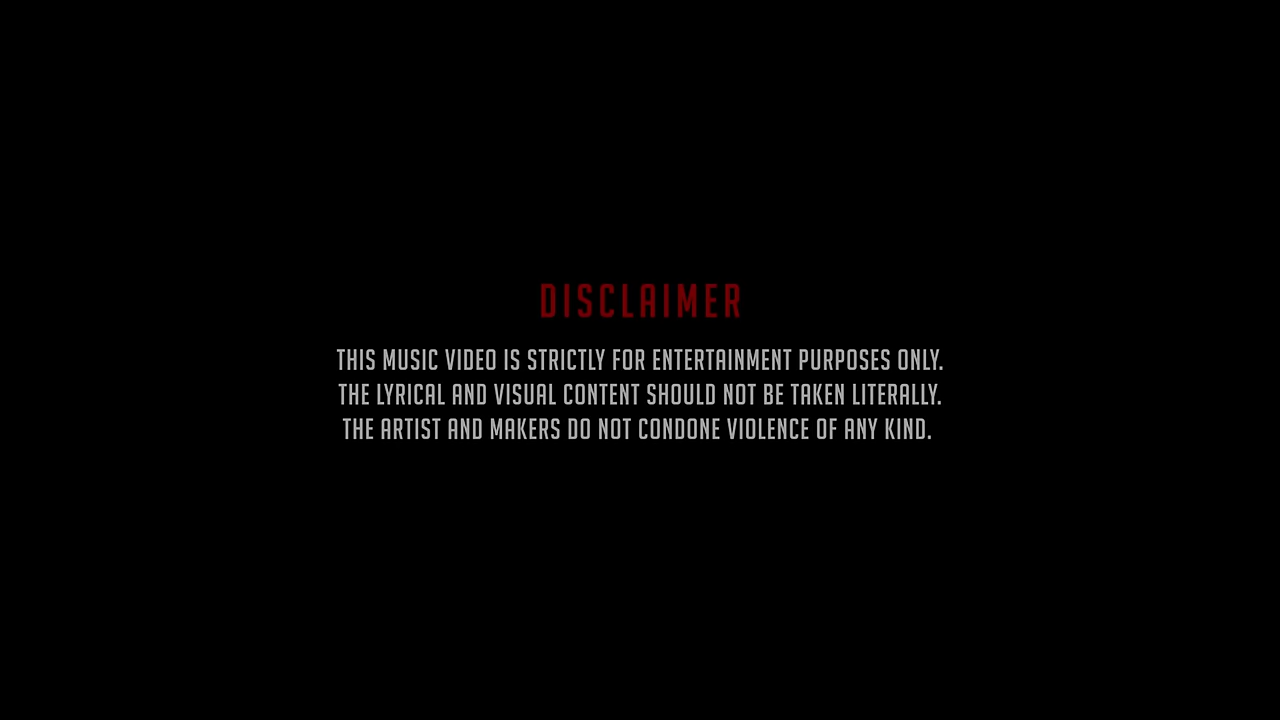 DISCLAIMER
THIS MUSIC VIDEO IS STRICTLY FOR ENTERTAINMENT PURPOSES ONLY.
THE LYRICAL AND VISUAL CONTENT SHOULD NOT BE TAKEN LITERALLY.
THE ARTIST AND MAKERS DO NOT CONDONE VIOLENCE OF ANY KIND.